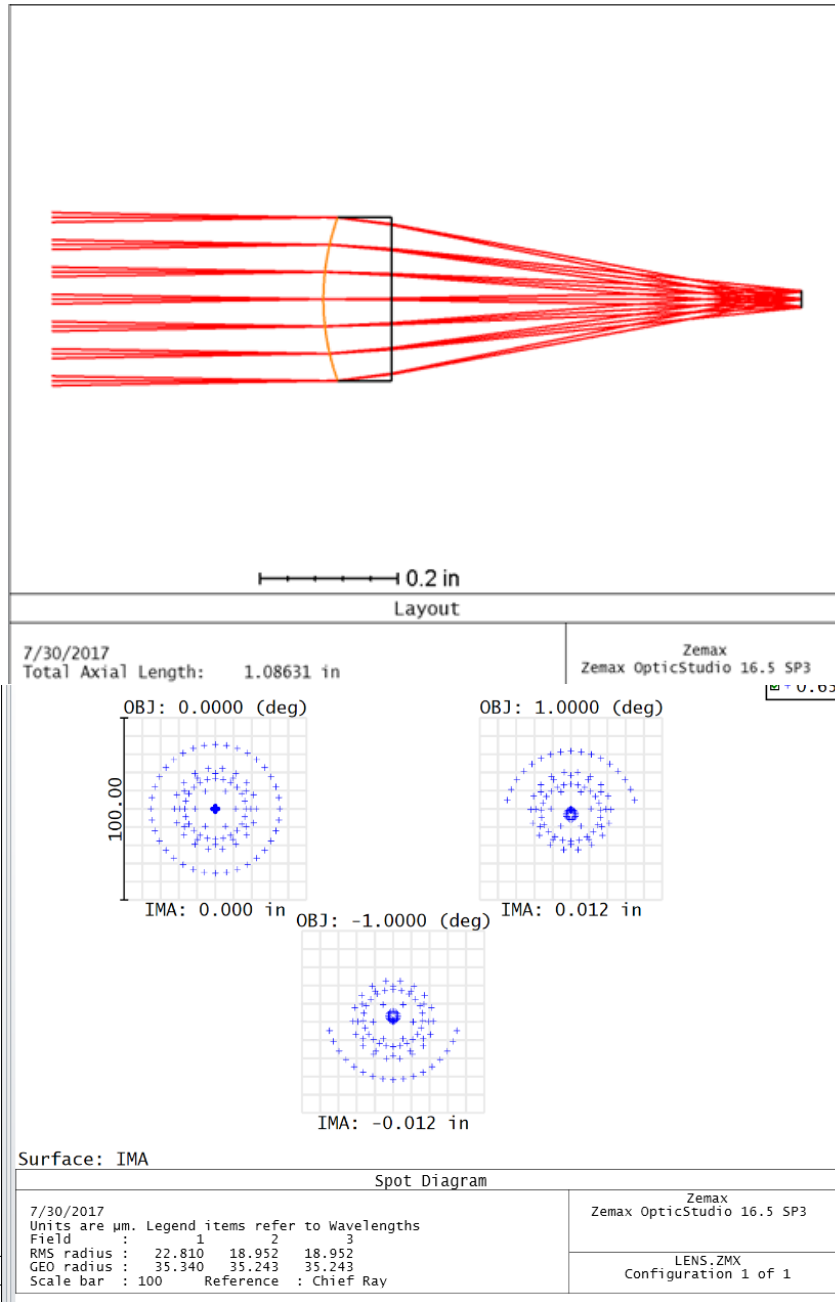 0.2 in
Layout
7/30/2017
Total Axial Length: 1.08631 in
Zemax
Zemax OpticStudio 16.5 SP3
OBJ: 0.0000 (deg)
OBJ: 1.0000 (deg)
100.00
IMA: 0.000 in
IMA: 0.012 in
OBJ: -1.0000 (deg)
IMA: -0.012 in
Surface: IMA
Spot Diagram
7/30/2017
Units are µm. Legend items refer to Wavelengths
Field : 1 2 3
RMS radius : 22.810 18.952 18.952
GEO radius : 35.340 35.243 35.243
Scale bar : 100 Reference : Chief Ray
Zemax
Zemax OpticStudio 16.5 SP3
LENS.ZMX
Configuration 1 of 1